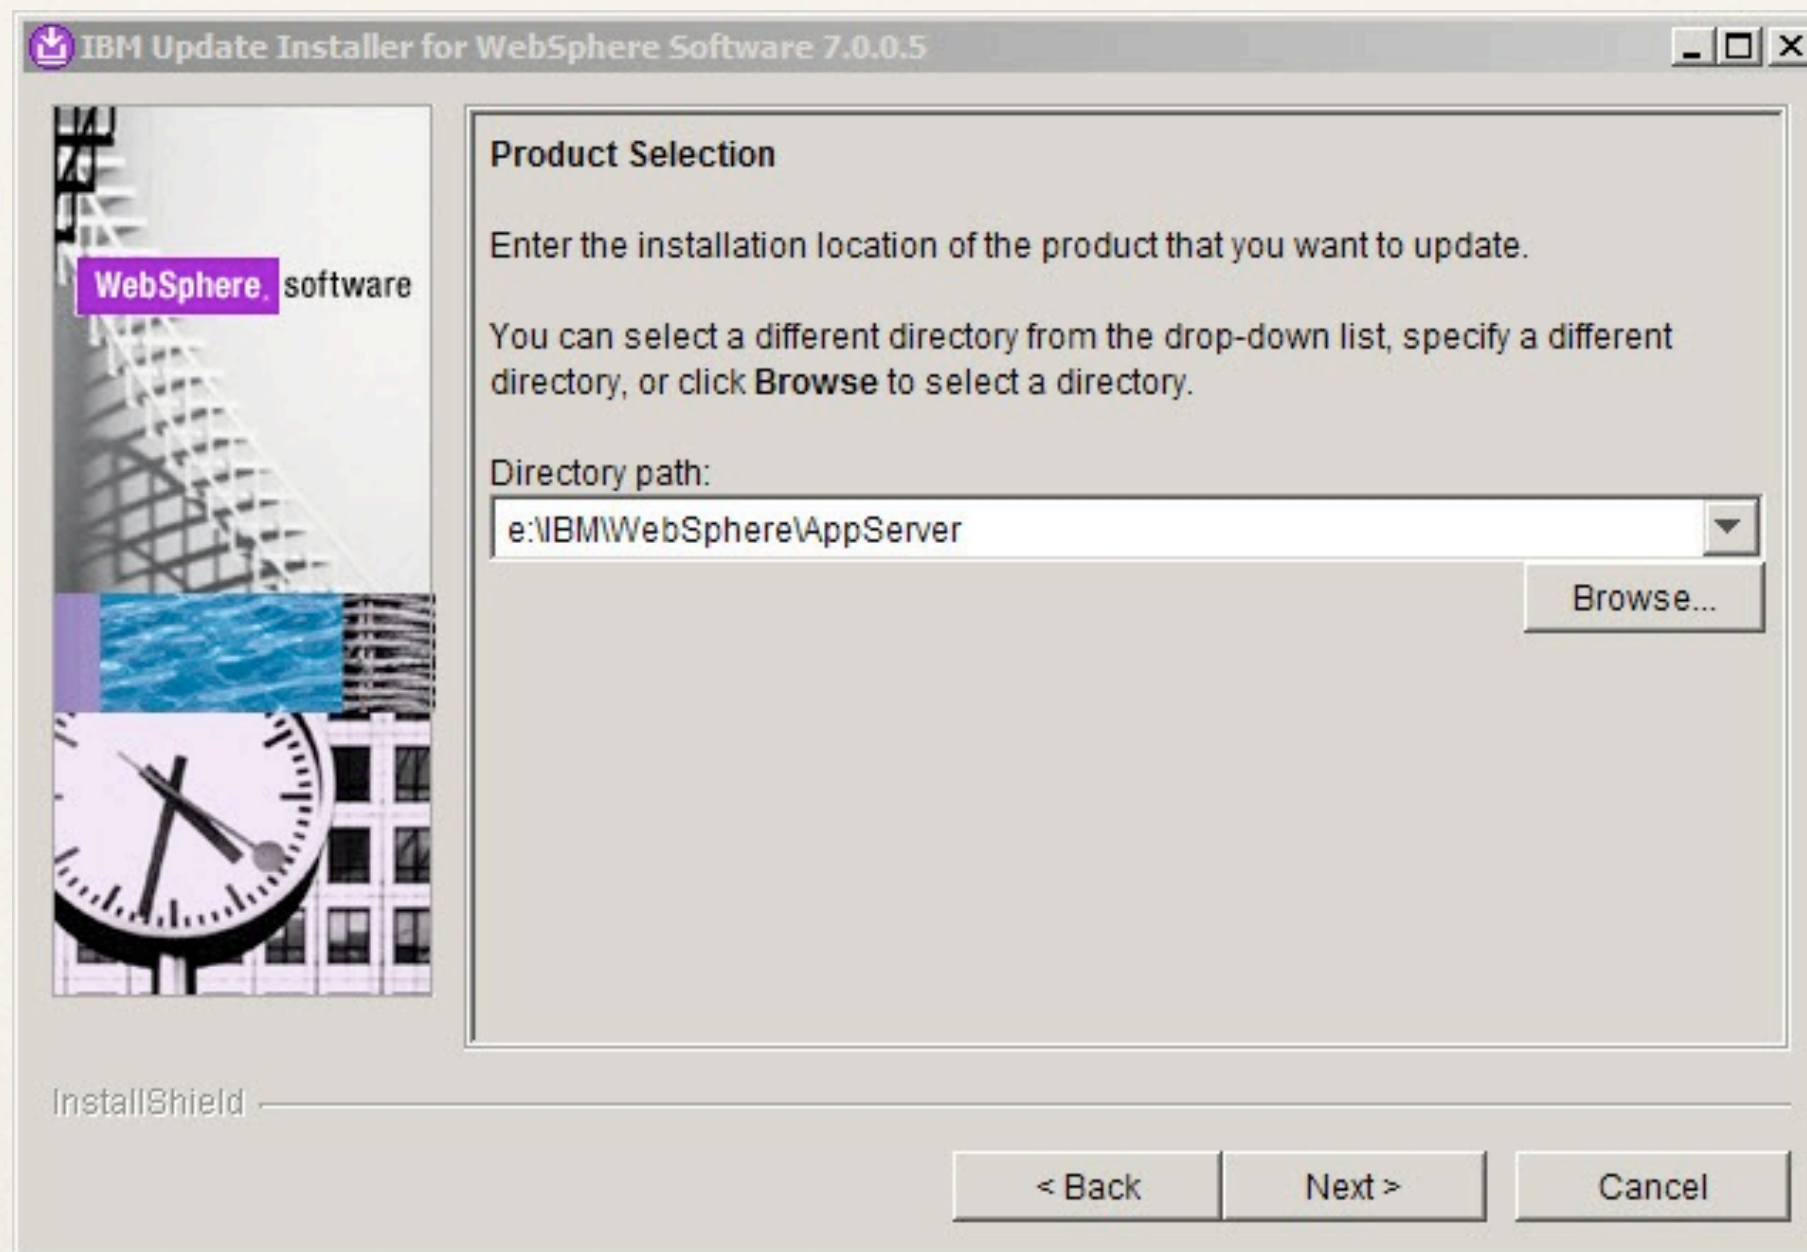 IBM Update Installer for WebSphere Software 7.0.0.5
WebSphere. software
Product Selection
Enter the installation location of the product that you want to update.
You can select a different directory from the drop-down list, specify a different
directory, or click Browse to select a directory.
Directory path:
e:\IBM\WebSphere\AppServer
Browse...
InstallShield
< Back
Next >
Cancel